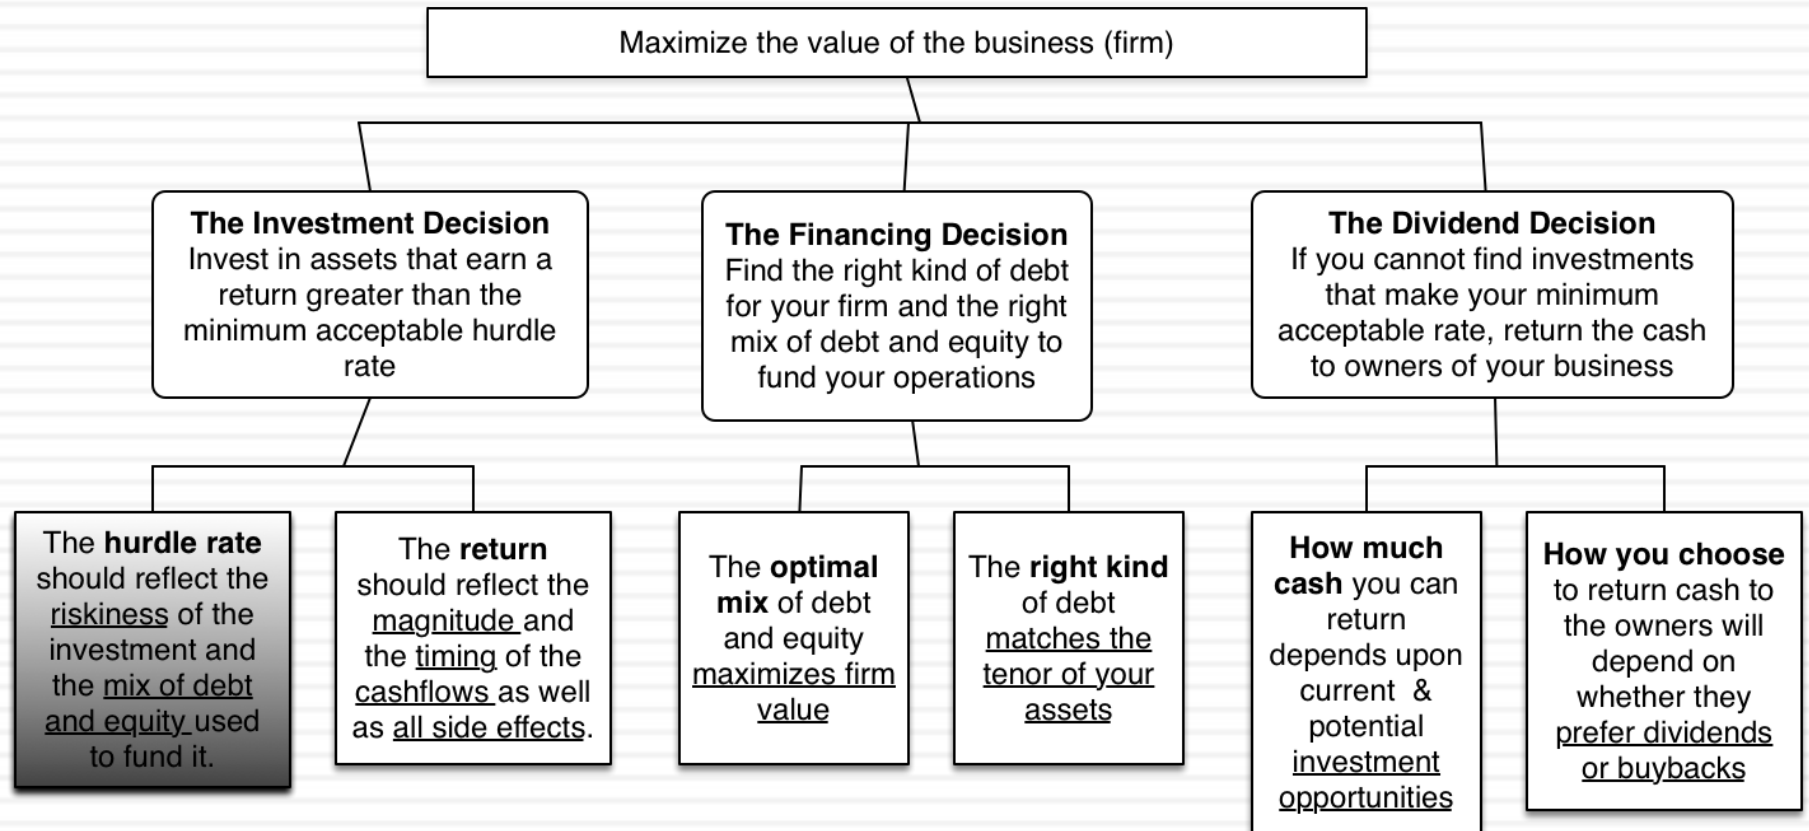 Maximize the value of the business (firm)
The Investment Decision
Invest in assets that earn a
return greater than the
minimum acceptable hurdle
rate
The Financing Decision
Find the right kind of debt
for your firm and the right
mix of debt and equity to
fund your operations
The Dividend Decision
If you cannot find investments
that make your minimum
acceptable rate, return the cash
to owners of your business
The hurdle rate
should reflect the
riskiness of the
investment and
the mix of debt
and equity used
to fund it.
The return
should reflect the
magnitude and
the timing of the
cashflows as well
as all side effects.
The optimal
mix of debt
and equity
maximizes firm
value
The right kind
of debt
matches the
tenor of your
assets
How much
cash you can
return
depends upon
current &
potential
investment
opportunities
How you choose
to return cash to
the owners will
depend on
whether they
prefer dividends
or buybacks